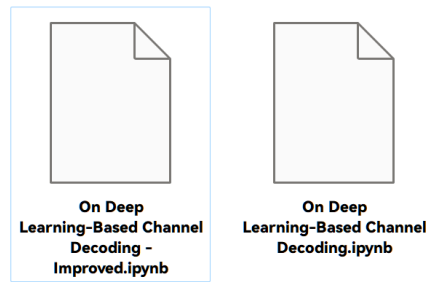 On Deep
Learning-Based Channel
Decoding -
Improved.ipynb
On Deep
Learning-Based Channel
Decoding.ipynb